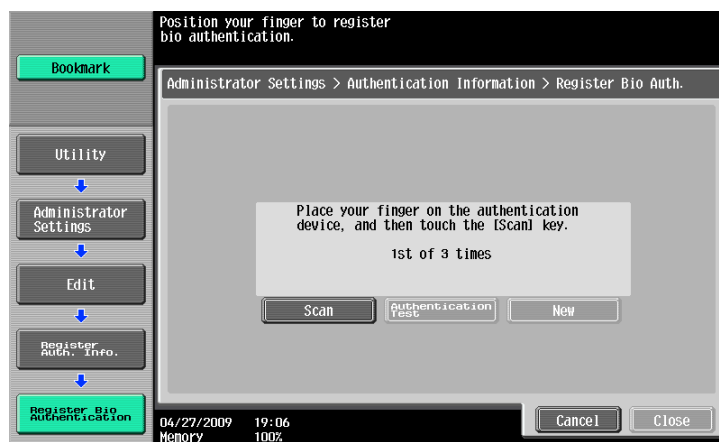 Position your finger to register
bio authentication.
Bookmark
Administrator Settings > Authentication Information > Register Bio Auth.
Utility
Administrator
Settings
Edit
Register
Auth. Info.
Register Bio
Authentication
Place your finger on the authentication
device, and then touch the [Scan] key.
1st of 3 times
Scan
Authentication
Test
New
04/27/2009 19:06
Memory 100%
Cancel
Close